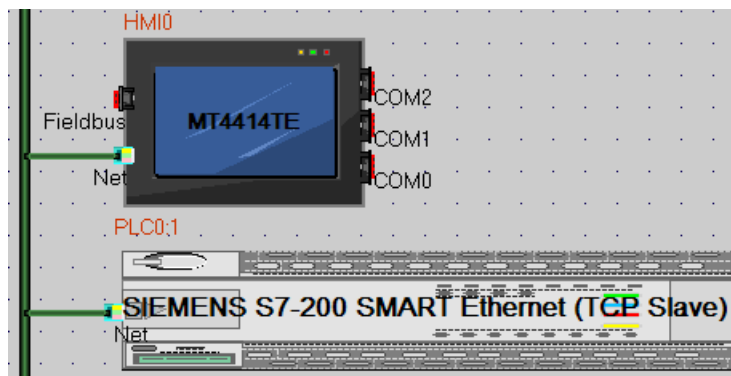 HMI0
COM2
Fieldbus
MT4414TE
COM1
Net
COM0
PLC0:1
SIEMENS S7-200 SMART Ethernet (TCP Slave)
Net